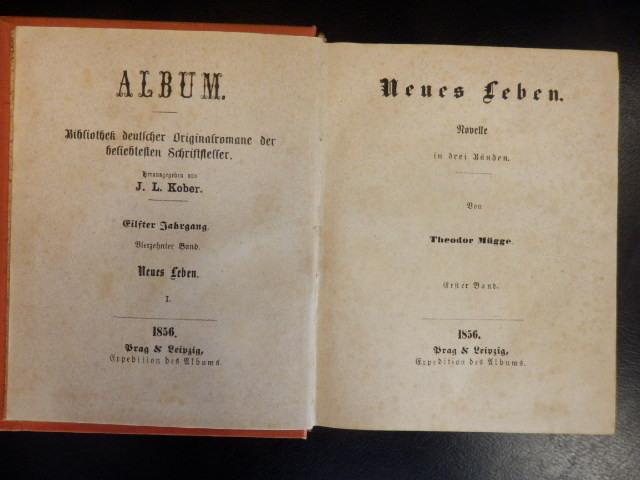 ALBUM.
Bibliothek deutscher Originalromane der
beliebtesten Schriftsteller.
Herausgegeben von
J. L. Kober.
Eilfter Jahrgang.
Vierzehnter Band.
Neues Leben.
I.
1856.
Prag & Leipzig,
Expedition des Albums.
Neues Leben.
Novelle
in drei Bänden.
Von
Theodor Mügge.
Erster Band.
1856.
Prag & Leipzig,
Expedition des Albums.